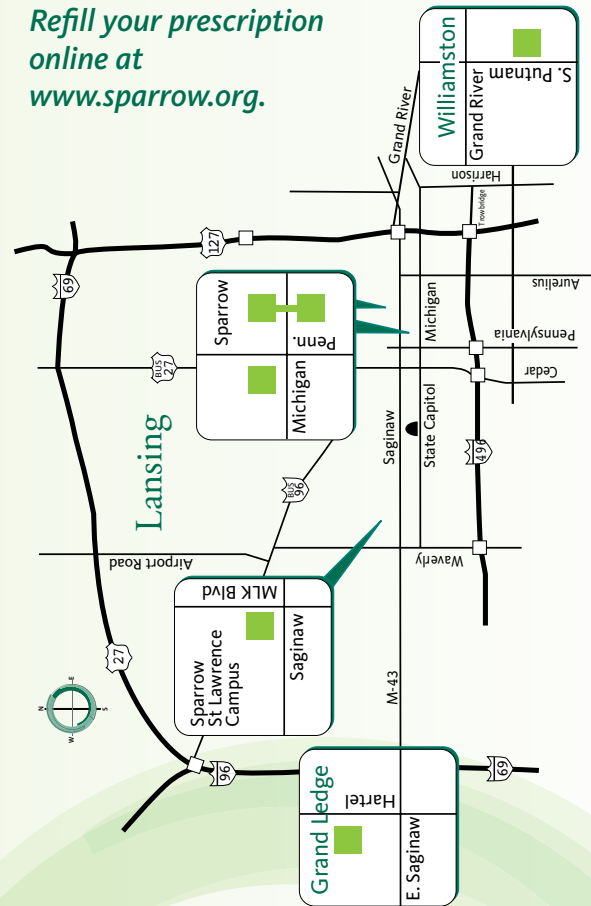 Refill your prescription
online at
www.sparrow.org.
Williamston
Grand River
S. Putnam
Grand River
Harrison
Trowbridge
127
69
Sparrow
Penn.
Michigan
BUS
27
Lansing
Aurelius
Michigan
Pennsylvania
Cedar
Saginaw
State Capitol
496
BUS
96
Airport Road
Waverly
MLK Blvd
Sparrow
St Lawrence
Campus
Saginaw
27
N
E
S
W
M-43
96
69
Grand Ledge
Hartel
E. Saginaw